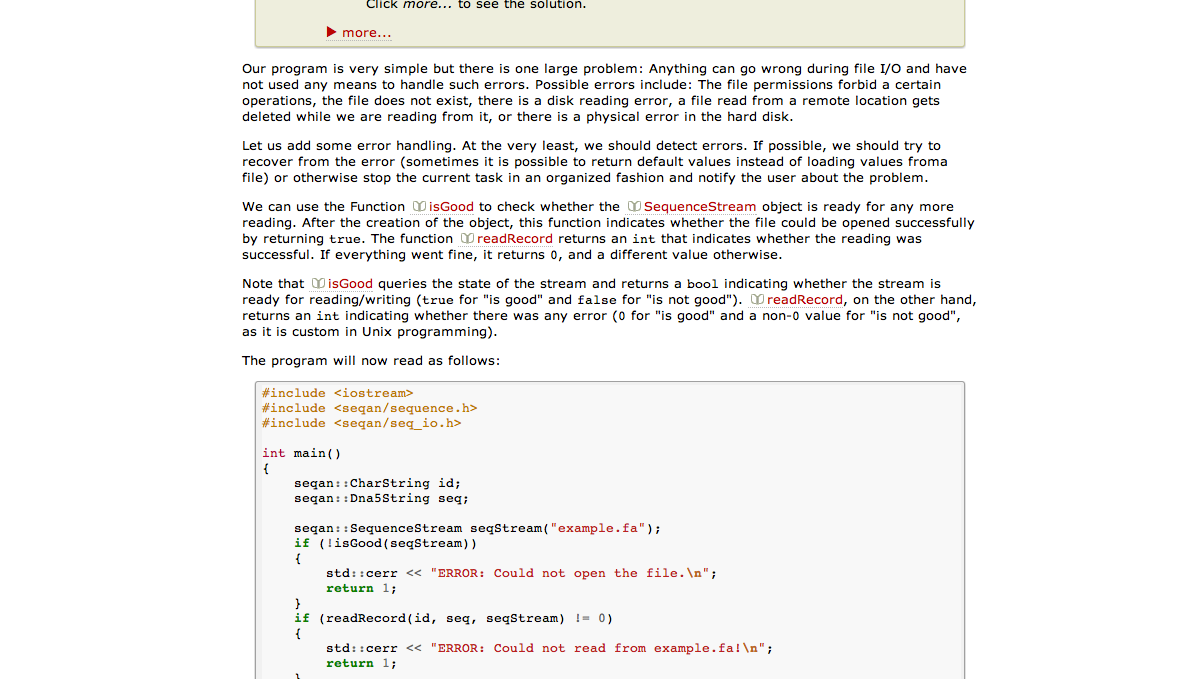 Click more... to see the solution.
▶ more...
Our program is very simple but there is one large problem: Anything can go wrong during file I/O and have
not used any means to handle such errors. Possible errors include: The file permissions forbid a certain
operations, the file does not exist, there is a disk reading error, a file read from a remote location gets
deleted while we are reading from it, or there is a physical error in the hard disk.
Let us add some error handling. At the very least, we should detect errors. If possible, we should try to
recover from the error (sometimes it is possible to return default values instead of loading values froma
file) or otherwise stop the current task in an organized fashion and notify the user about the problem.
We can use the Function isGood to check whether the SequenceStream object is ready for any more
reading. After the creation of the object, this function indicates whether the file could be opened successfully
by returning true. The function readRecord returns an int that indicates whether the reading was
successful. If everything went fine, it returns 0, and a different value otherwise.
Note that isGood queries the state of the stream and returns a bool indicating whether the stream is
ready for reading/writing (true for "is good" and false for "is not good"). readRecord, on the other hand,
returns an int indicating whether there was any error (0 for "is good" and a non-0 value for "is not good",
as it is custom in Unix programming).
The program will now read as follows:
#include <iostream>
#include <seqan/sequence.h>
#include <seqan/seq_io.h>
int main()
{
    seqan::CharString id;
    seqan::Dna5String seq;
    seqan::SequenceStream seqStream("example.fa");
    if (!isGood(seqStream))
    {
        std::cerr << "ERROR: Could not open the file.\n";
        return 1;
    }
    if (readRecord(id, seq, seqStream) != 0)
    {
        std::cerr << "ERROR: Could not read from example.fa!\n";
        return 1;
    }